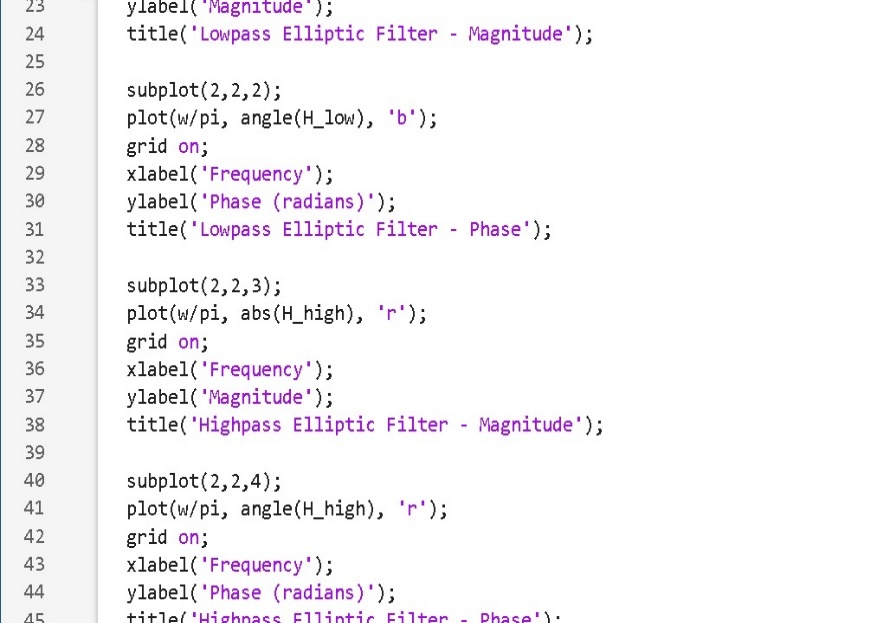 23 ylabel('Magnitude');
24 title('Lowpass Elliptic Filter - Magnitude');
25
26 subplot(2,2,2);
27 plot(w/pi, angle(H_low), 'b');
28 grid on;
29 xlabel('Frequency');
30 ylabel('Phase (radians)');
31 title('Lowpass Elliptic Filter - Phase');
32
33 subplot(2,2,3);
34 plot(w/pi, abs(H_high), 'r');
35 grid on;
36 xlabel('Frequency');
37 ylabel('Magnitude');
38 title('Highpass Elliptic Filter - Magnitude');
39
40 subplot(2,2,4);
41 plot(w/pi, angle(H_high), 'r');
42 grid on;
43 xlabel('Frequency');
44 ylabel('Phase (radians)');
45 title('Highpass Elliptic Filter - Phase');